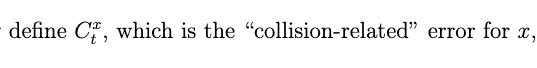 define $C_t^x$, which is the “collision-related” error for $x$,